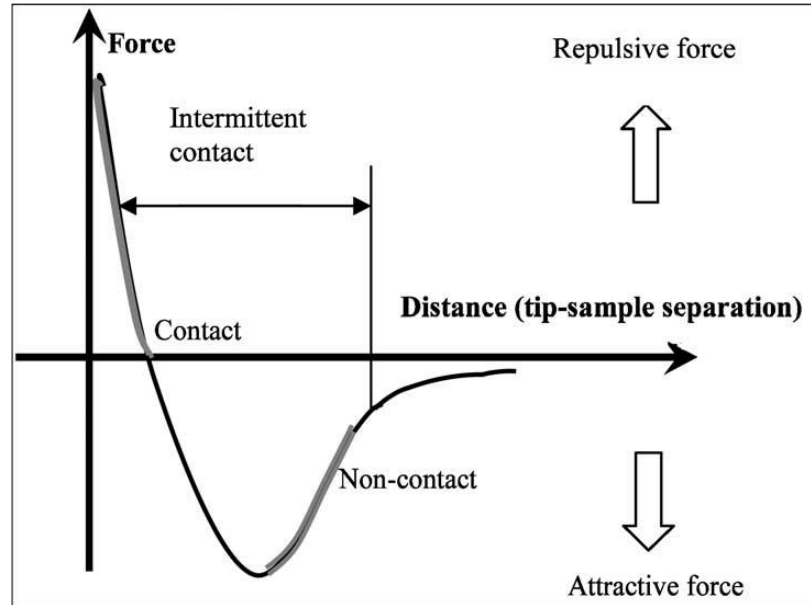 Force
Repulsive force
Intermittent
contact
Distance (tip-sample separation)
Contact
Non-contact
Attractive force